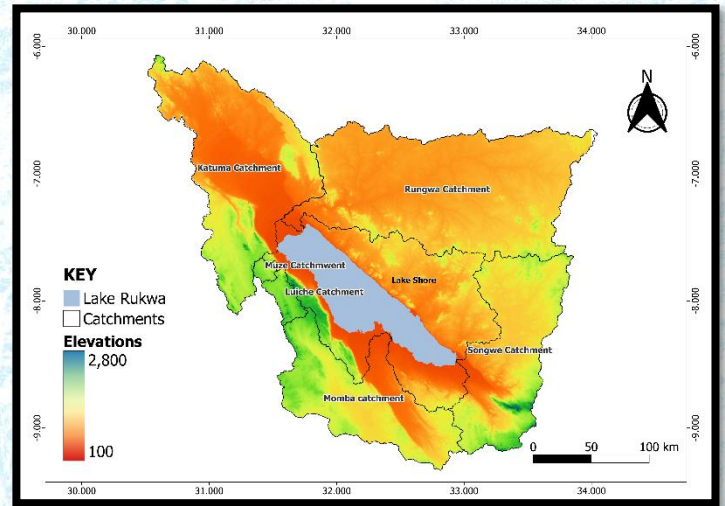 30.000 31.000 32.000 33.000 34.000
-6.000 -6.000
N
Katuma Catchment
-7.000 Rungwa Catchment -7.000
KEY
Muze Catchmwent
Lake Shore
Lake Rukwa
Luiche Catchment
-8.000 -8.000
Catchments
Elevations
2,800
Songwe Catchment
Momba catchment
100
-9.000 -9.000
0 50 100 km
30.000 31.000 32.000 33.000 34.000